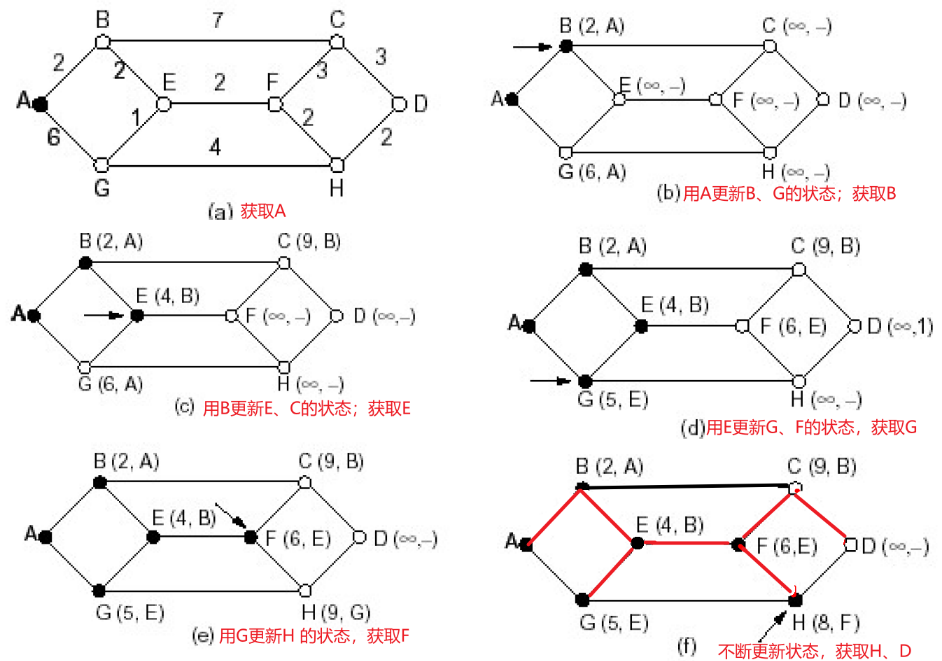 B
7
C
2
2
3
3
A
E
2
F
D
6
1
2
2
4
G
H
(a) 获取A
B (2, A)
C (∞, –)
A
E (∞, –)
F (∞, –)
D (∞, –)
G (6, A)
H (∞, –)
(b) 用A更新B、G的状态；获取B
B (2, A)
C (9, B)
E (4, B)
A
F (∞, –)
D (∞,–)
G (6, A)
H (∞, –)
(c) 用B更新E、C的状态；获取E
B (2, A)
C (9, B)
E (4, B)
A
F (6, E)
D (∞,1)
G (5, E)
H (∞, –)
(d) 用E更新G、F的状态，获取G
B (2, A)
C (9, B)
E (4, B)
A
F (6, E)
D (∞,–)
G (5, E)
H (9, G)
(e) 用G更新H 的状态，获取F
B (2, A)
C (9, B)
E (4, B)
A
F (6,E)
D (∞,–)
G (5, E)
H (8, F)
(f) 不断更新状态，获取H、D